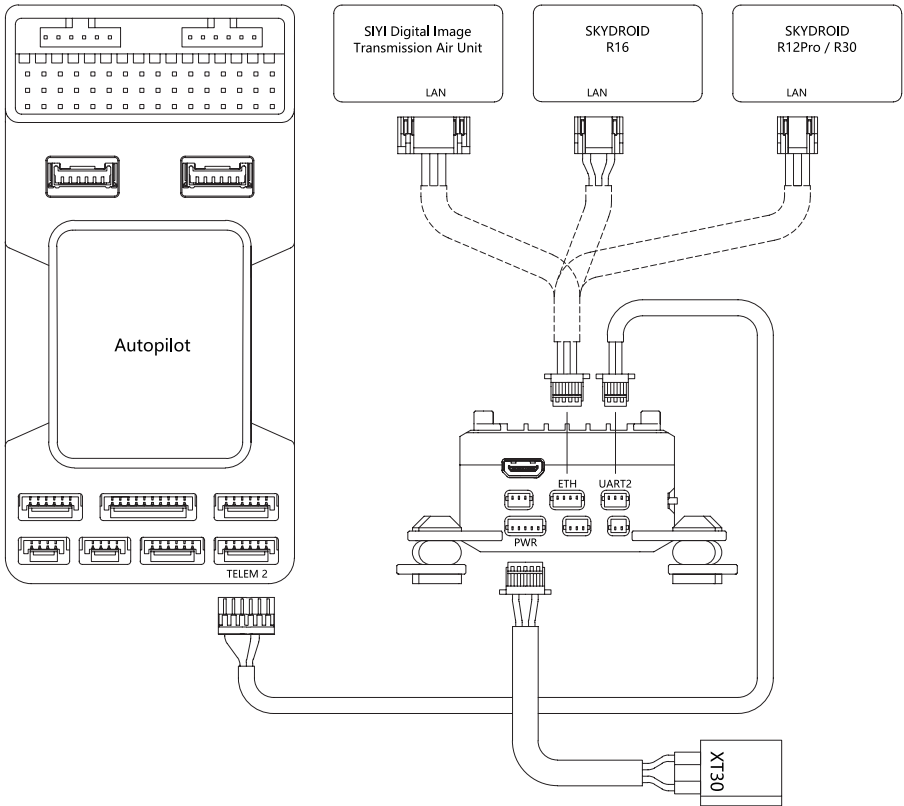 SIYI Digital Image
Transmission Air Unit
LAN
SKYDROID
R16
LAN
SKYDROID
R12Pro / R30
LAN
Autopilot
ETH
UART2
PWR
TELEM 2
XT30